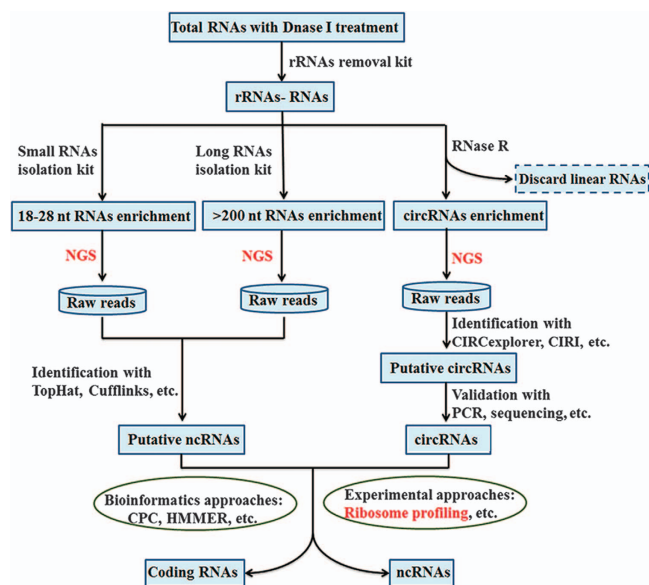 Total RNAs with Dnase I treatment
rRNAs removal kit
rRNAs- RNAs
Small RNAs
isolation kit
Long RNAs
isolation kit
RNase R
Discard linear RNAs
18-28 nt RNAs enrichment
>200 nt RNAs enrichment
circRNAs enrichment
NGS
NGS
NGS
Raw reads
Raw reads
Raw reads
Identification with
CIRCexplorer, CIRI, etc.
Identification with
TopHat, Cufflinks, etc.
Putative circRNAs
Validation with
PCR, sequencing, etc.
Putative ncRNAs
circRNAs
Bioinformatics approaches:
CPC, HMMER, etc.
Experimental approaches:
Ribosome profiling, etc.
Coding RNAs
ncRNAs